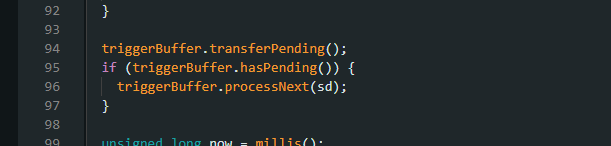 92 }
93
94 triggerBuffer.transferPending();
95 if (triggerBuffer.hasPending()) {
96 triggerBuffer.processNext(sd);
97 }
98
99 unsigned long now = millis();